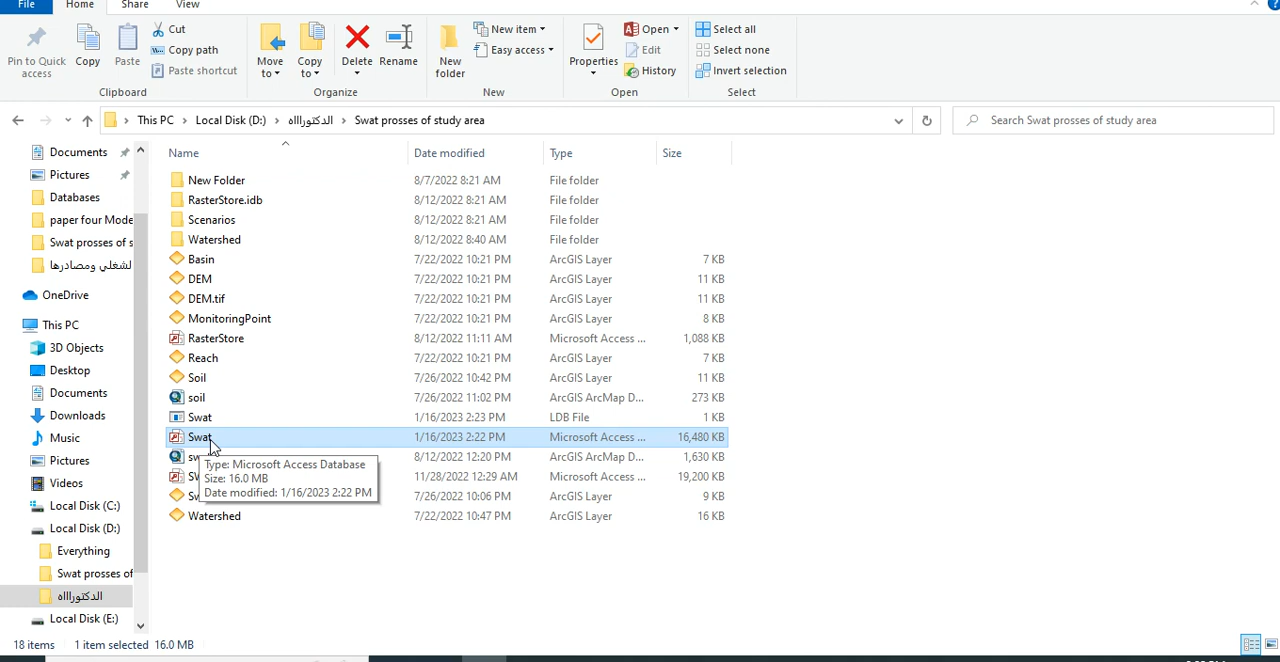 File Home Share View
Pin to Quick access
Copy
Paste
Cut
Copy path
Paste shortcut
Clipboard
Move to
Copy to
Delete
Rename
Organize
New folder
New item
Easy access
New
Properties
Open
Edit
History
Open
Select all
Select none
Invert selection
Select
This PC › Local Disk (D:) › الدكتورااااه › Swat prosses of study area
Search Swat prosses of study area
Documents
Pictures
Databases
paper four Mode
Swat prosses of s
لشغلي ومصادرها
OneDrive
This PC
3D Objects
Desktop
Documents
Downloads
Music
Pictures
Videos
Local Disk (C:)
Local Disk (D:)
Everything
Swat prosses of
الدكتورااااه
Local Disk (E:)
Name Date modified Type Size
New Folder 8/7/2022 8:21 AM File folder
RasterStore.idb 8/12/2022 8:21 AM File folder
Scenarios 8/12/2022 8:21 AM File folder
Watershed 8/12/2022 8:40 AM File folder
Basin 7/22/2022 10:21 PM ArcGIS Layer 7 KB
DEM 7/22/2022 10:21 PM ArcGIS Layer 11 KB
DEM.tif 7/22/2022 10:21 PM ArcGIS Layer 11 KB
MonitoringPoint 7/22/2022 10:21 PM ArcGIS Layer 8 KB
RasterStore 8/12/2022 11:11 AM Microsoft Access ... 1,088 KB
Reach 7/22/2022 10:21 PM ArcGIS Layer 7 KB
Soil 7/26/2022 10:42 PM ArcGIS Layer 11 KB
soil 7/26/2022 11:02 PM ArcGIS ArcMap D... 273 KB
Swat 1/16/2023 2:23 PM LDB File 1 KB
Swat 1/16/2023 2:22 PM Microsoft Access ... 16,480 KB
8/12/2022 12:20 PM ArcGIS ArcMap D... 1,630 KB
11/28/2022 12:29 AM Microsoft Access ... 19,200 KB
7/26/2022 10:06 PM ArcGIS Layer 9 KB
Watershed 7/22/2022 10:47 PM ArcGIS Layer 16 KB
Type: Microsoft Access Database
Size: 16.0 MB
Date modified: 1/16/2023 2:22 PM
18 items 1 item selected 16.0 MB